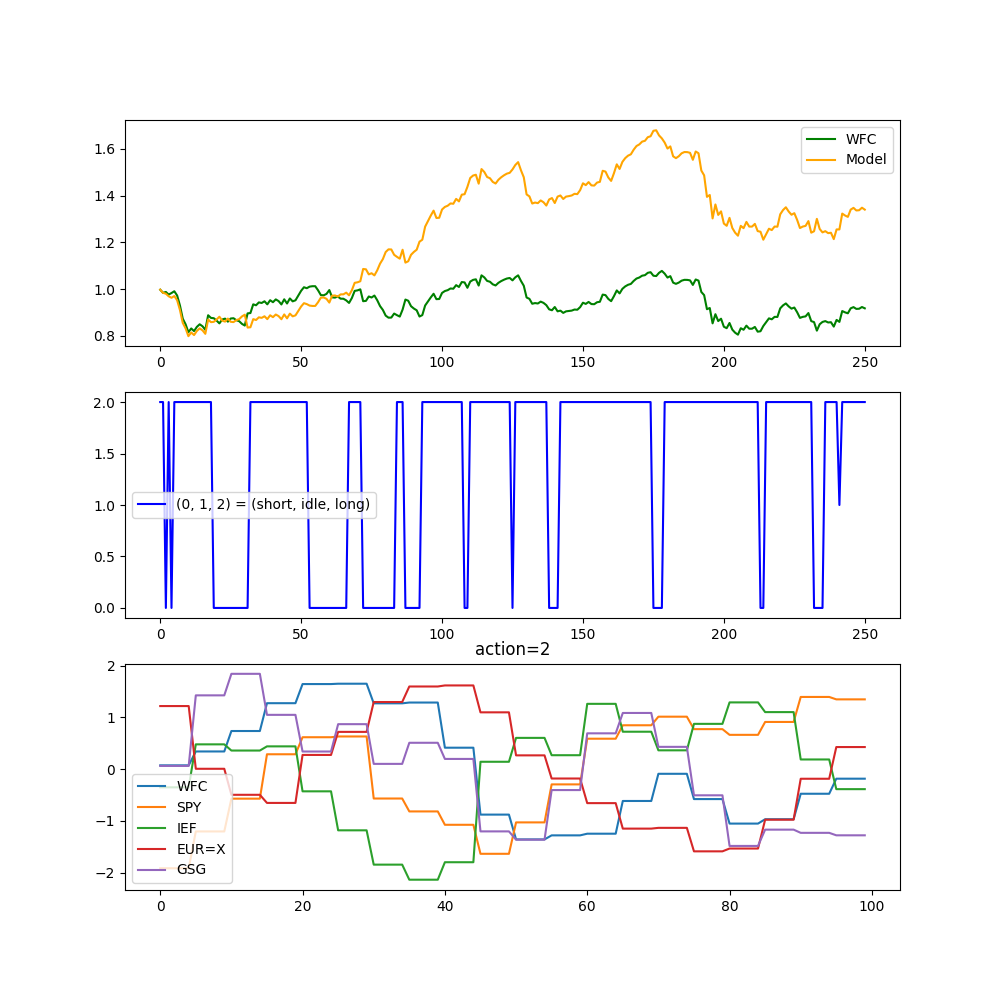 1.6
1.4
1.2
1.0
0.8
WFC
Model
0 50 100 150 200 250
2.0
1.5
1.0
0.5
0.0
(0, 1, 2) = (short, idle, long)
0 50 100 150 200 250
action=2
2
1
0
−1
−2
WFC
SPY
IEF
EUR=X
GSG
0 20 40 60 80 100